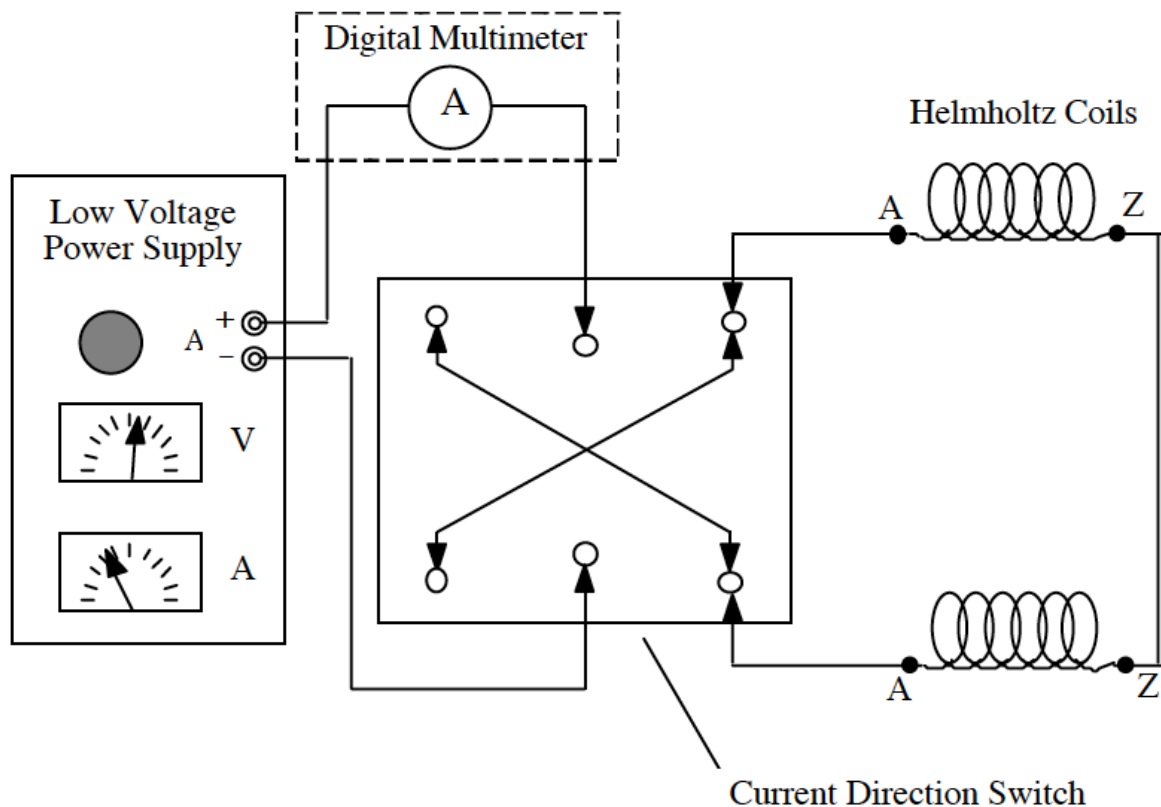 Digital Multimeter
A
Helmholtz Coils
Low Voltage
Power Supply
A
Z
+
A
−
V
A
A
Z
Current Direction Switch